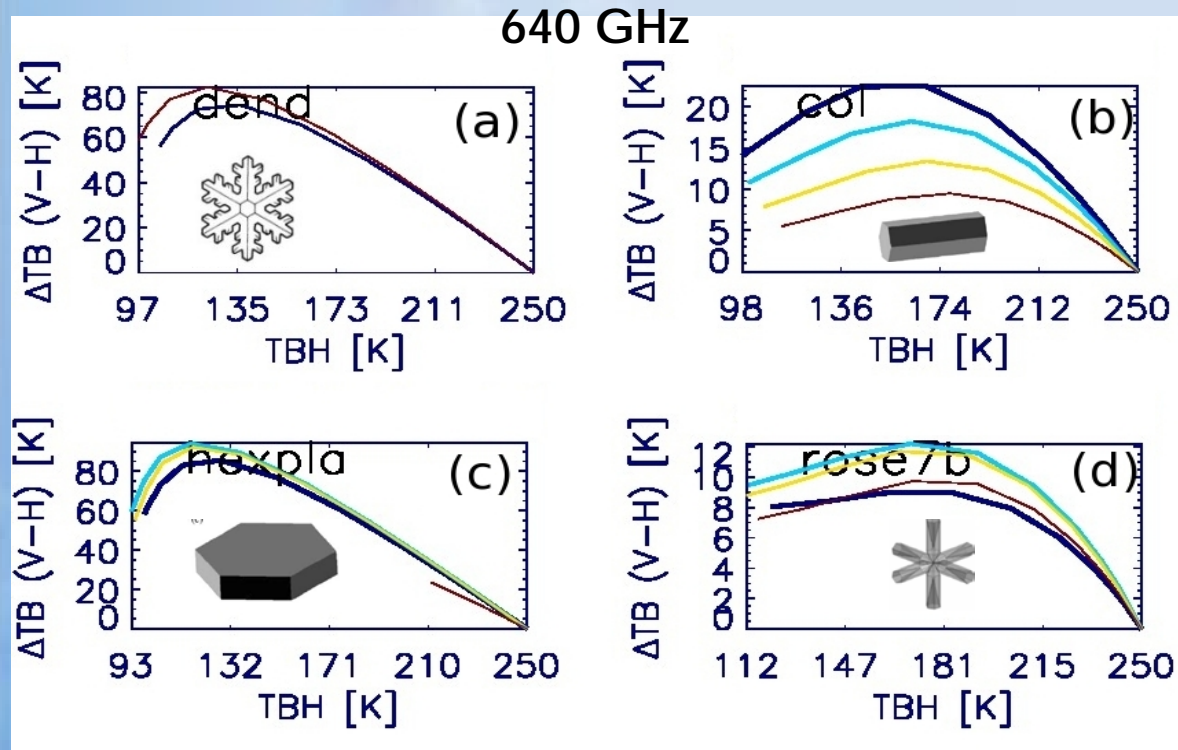 640 GHz
dend
(a)
ΔTB (V−H) [K]
80
60
40
20
0
97 135 173 211 250
TBH [K]
col
(b)
ΔTB (V−H) [K]
20
15
10
5
0
98 136 174 212 250
TBH [K]
hexpla
(c)
ΔTB (V−H) [K]
80
60
40
20
0
93 132 171 210 250
TBH [K]
rose7b
(d)
ΔTB (V−H) [K]
12
10
8
6
4
2
0
112 147 181 215 250
TBH [K]